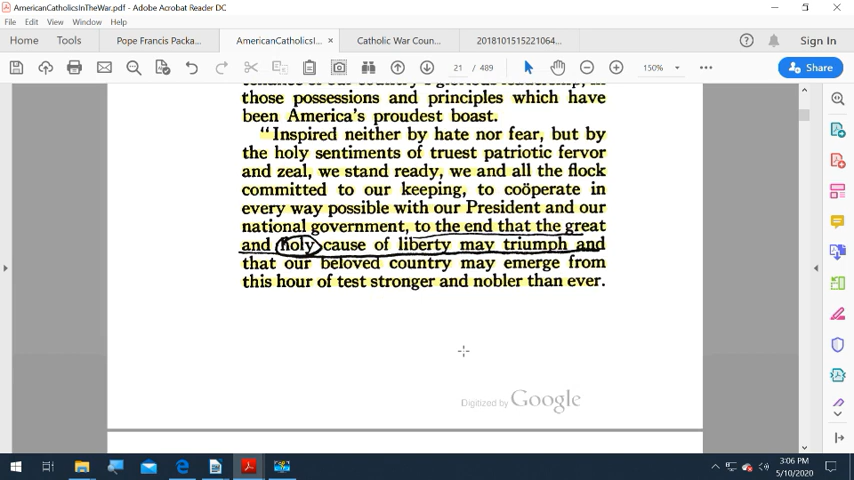 AmericanCatholicsInTheWar.pdf - Adobe Acrobat Reader DC
File Edit View Window Help
Home Tools Pope Francis Packa... AmericanCatholicsI... × Catholic War Coun... 2018101515221064... Sign In
21 / 489 150% Share
those possessions and principles which have
been America's proudest boast.
"Inspired neither by hate nor fear, but by
the holy sentiments of truest patriotic fervor
and zeal, we stand ready, we and all the flock
committed to our keeping, to coöperate in
every way possible with our President and our
national government, to the end that the great
and holy cause of liberty may triumph and
that our beloved country may emerge from
this hour of test stronger and nobler than ever.
Digitized by Google
3:06 PM
5/10/2020